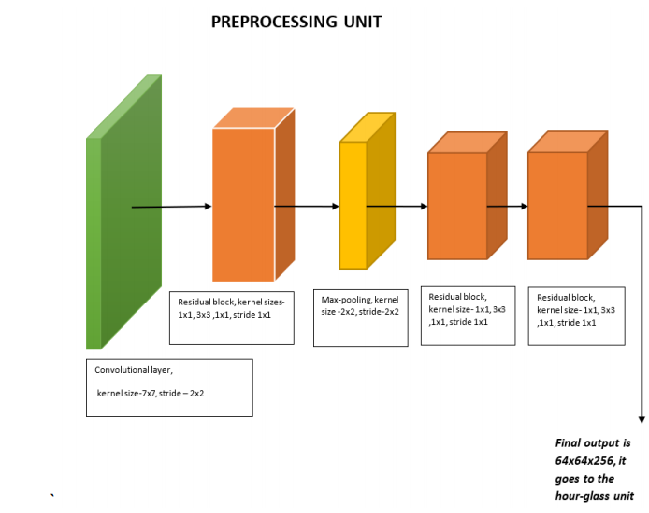 PREPROCESSING UNIT
Residual block, kernel sizes-
1x1,3x3 ,1x1, stride 1x1
Max-pooling, kernel
size -2x2, stride-2x2
Residual block,
kernel size- 1x1, 3x3
,1x1, stride 1x1
Residual block,
kernel size- 1x1,3x3
,1x1, stride 1x1
Convolutional layer,
kernel size-7x7, stride – 2x2
Final output is
64x64x256, it
goes to the
hour-glass unit
`